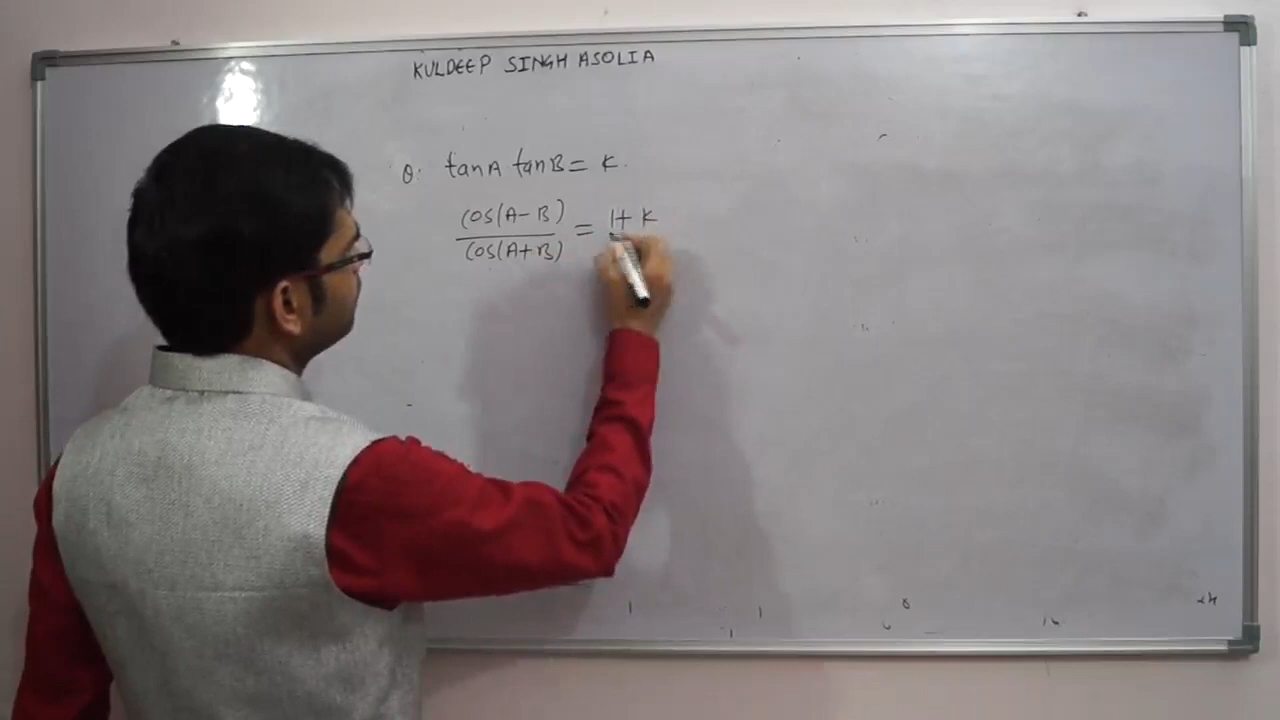 KULDEEP SINGH ASOLIA
Q. tanA tanB = K.
cos(A-B)
cos(A+B)
= 1+ K